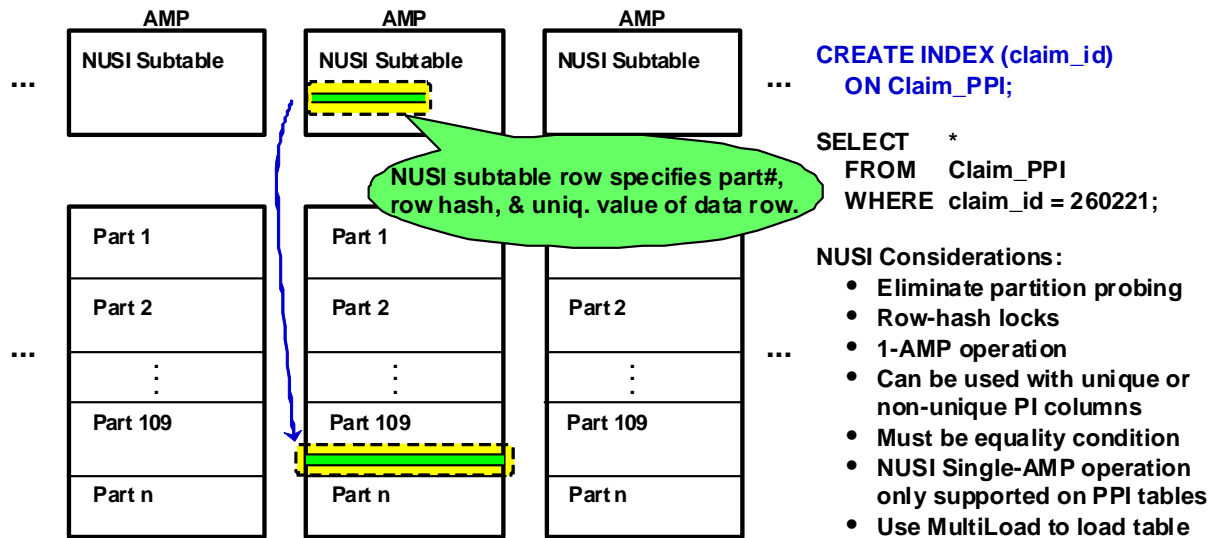 AMP
AMP
AMP
...
NUSI Subtable
NUSI Subtable
NUSI Subtable
...
NUSI subtable row specifies part#,
row hash, & uniq. value of data row.
Part 1
Part 1
Part 2
Part 2
Part 2
...
...
Part 109
Part 109
Part 109
Part n
Part n
Part n
CREATE INDEX (claim_id)
ON Claim_PPI;
SELECT *
FROM Claim_PPI
WHERE claim_id = 260221;
NUSI Considerations:
• Eliminate partition probing
• Row-hash locks
• 1-AMP operation
• Can be used with unique or
non-unique PI columns
• Must be equality condition
• NUSI Single-AMP operation
only supported on PPI tables
• Use MultiLoad to load table